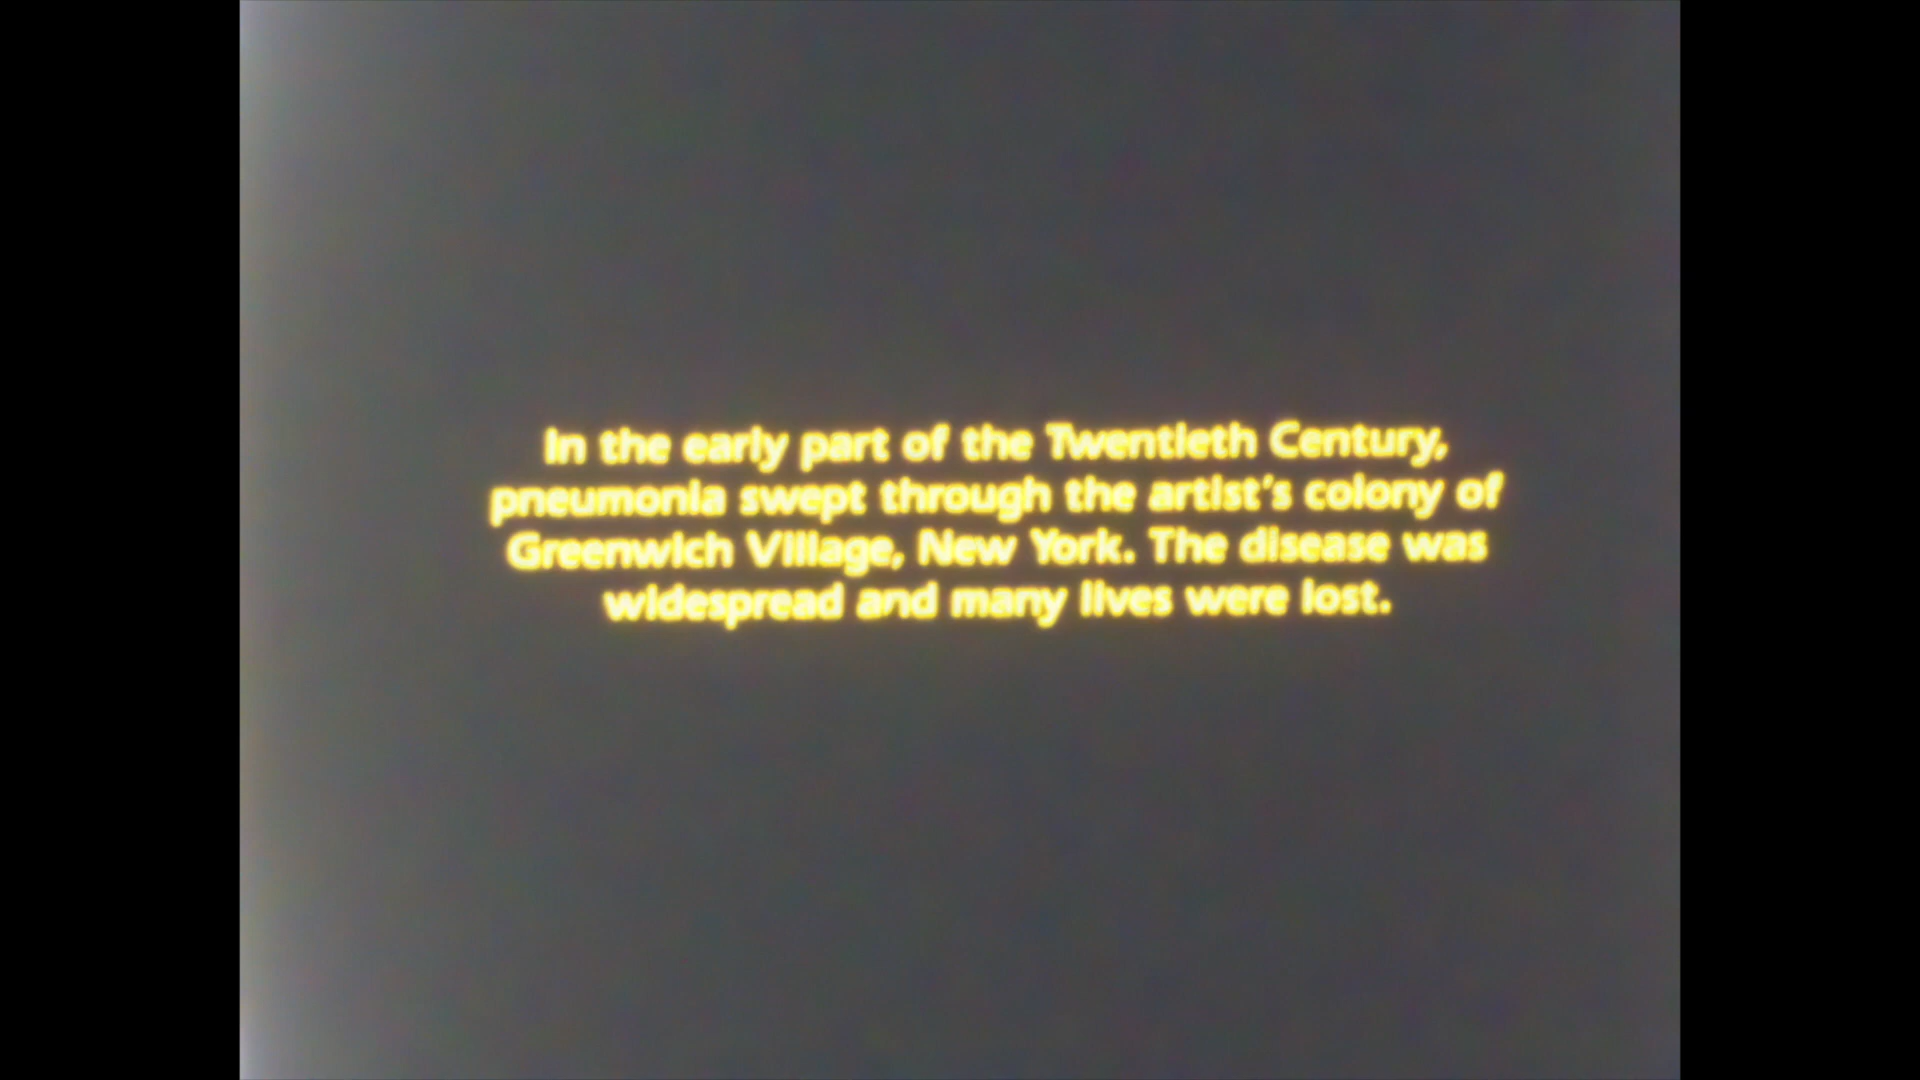 In the early part of the Twentieth Century,
pneumonia swept through the artist's colony of
Greenwich Village, New York. The disease was
widespread and many lives were lost.